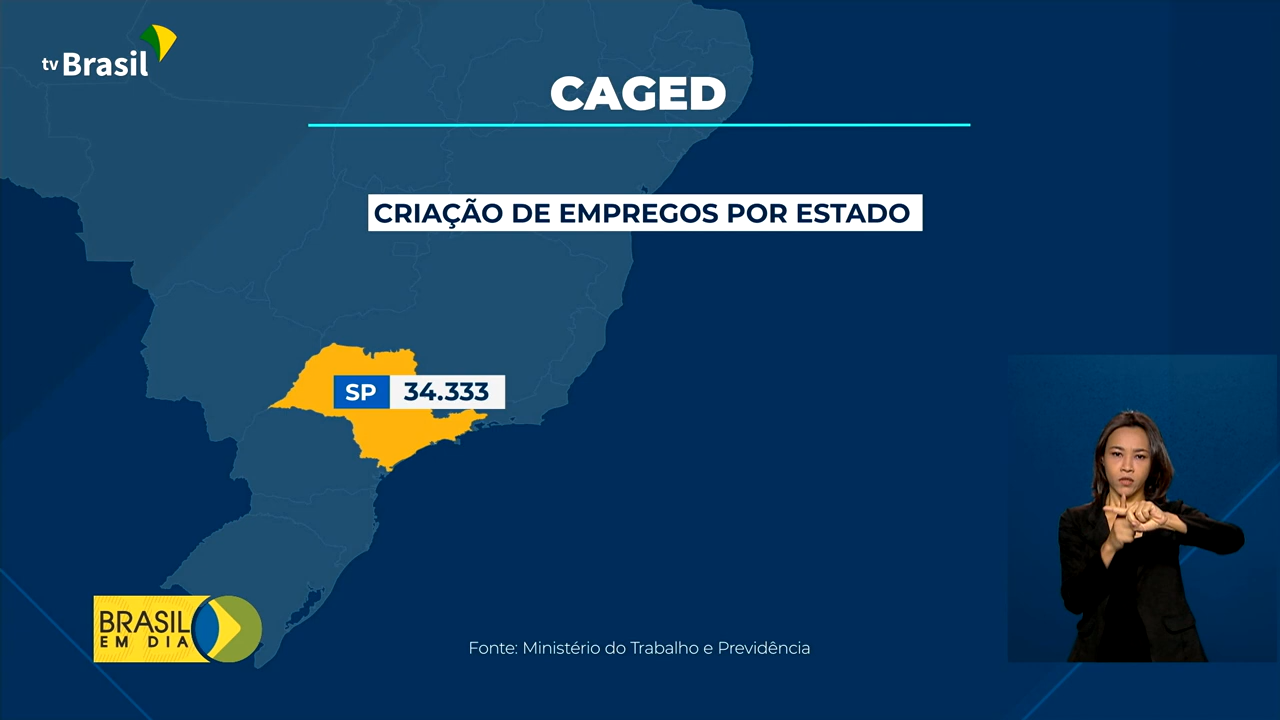 tv Brasil
CAGED
CRIAÇÃO DE EMPREGOS POR ESTADO
SP 34.333
BRASIL
EM DIA
Fonte: Ministério do Trabalho e Previdência